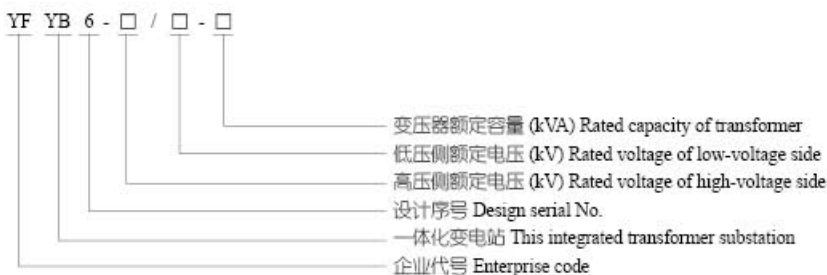 YF YB 6 - □ / □ - □
变压器额定容量 (kVA) Rated capacity of transformer
低压侧额定电压 (kV) Rated voltage of low-voltage side
高压侧额定电压 (kV) Rated voltage of high-voltage side
设计序号 Design serial No.
一体化变电站 This integrated transformer substation
企业代号 Enterprise code